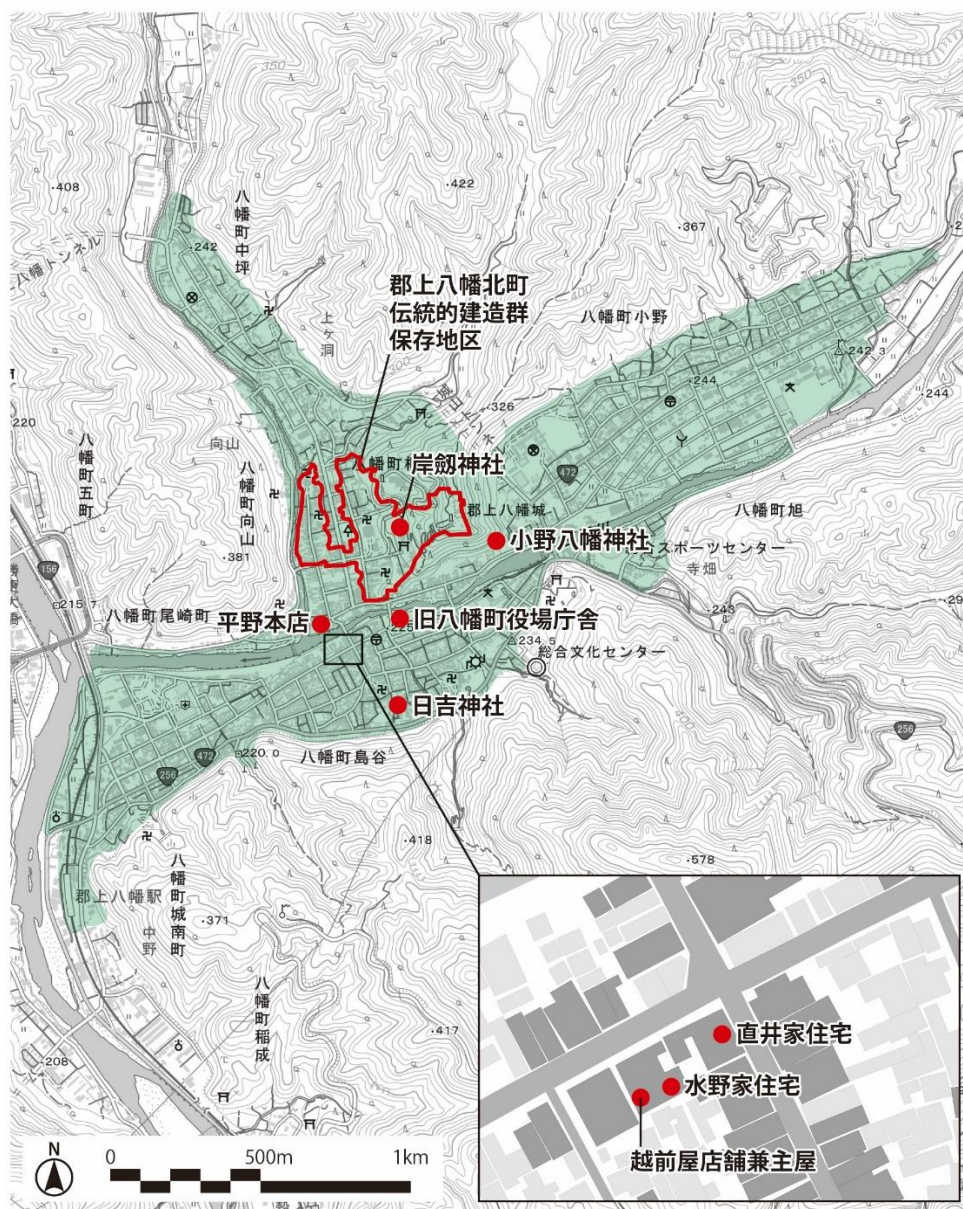 350
350
・408
・422
八幡町中坪
242
八幡トンネル
・367
400
郡上八幡北町
伝統的建造群
保存地区
上ケ洞
八幡町小野
242.3
・326
・244
・244
220
向山
472
八幡町五町
八幡町向山
岸劔神社
郡上八幡城
八幡町旭
小野八幡神社
スポーツセンター
寺畑
・381
156
215.7
八幡町尾崎町
平野本店
旧八幡町役場庁舎
・243
234.5
総合文化センター
日吉神社
八幡町島谷
220.0
472
256
256
・418
・578
郡上八幡駅
八幡町城南町
・371
中野
八幡町稲成
・417
・208
直井家住宅
水野家住宅
越前屋店舗兼主屋
N
0 500m 1km